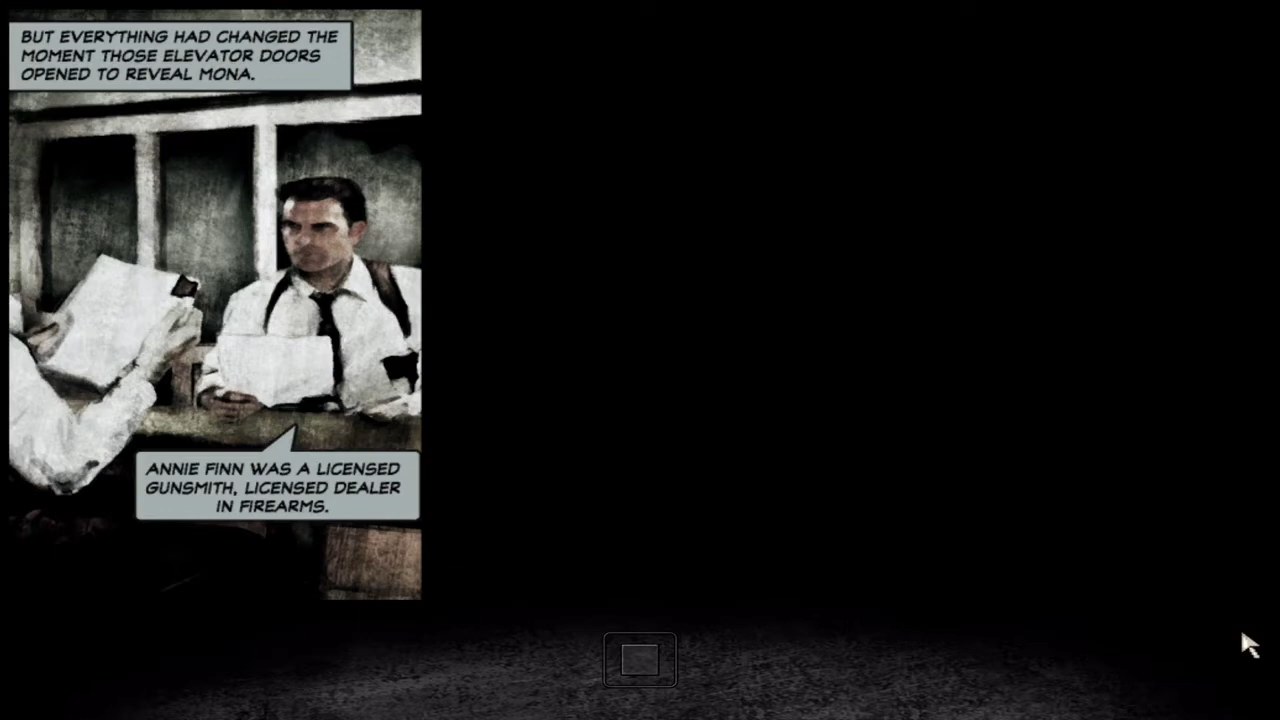 BUT EVERYTHING HAD CHANGED THE
MOMENT THOSE ELEVATOR DOORS
OPENED TO REVEAL MONA.
ANNIE FINN WAS A LICENSED
GUNSMITH, LICENSED DEALER
IN FIREARMS.